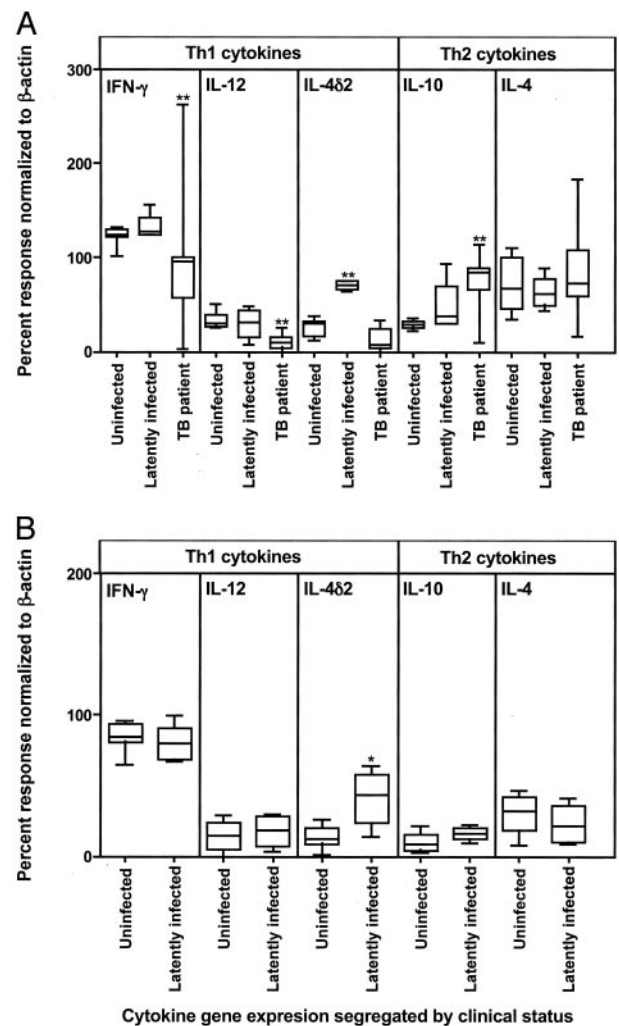 A
Th1 cytokines Th2 cytokines
Percent response normalized to β-actin
300
200
100
0
IFN-γ IL-12 IL-4δ2 IL-10 IL-4
** ** ** **
Uninfected Latently infected TB patient Uninfected Latently infected TB patient Uninfected Latently infected TB patient Uninfected Latently infected TB patient Uninfected Latently infected TB patient
B
Th1 cytokines Th2 cytokines
Percent response normalized to β-actin
200
100
0
IFN-γ IL-12 IL-4δ2 IL-10 IL-4
*
Uninfected Latently infected Uninfected Latently infected Uninfected Latently infected Uninfected Latently infected Uninfected Latently infected
Cytokine gene expresion segregated by clinical status